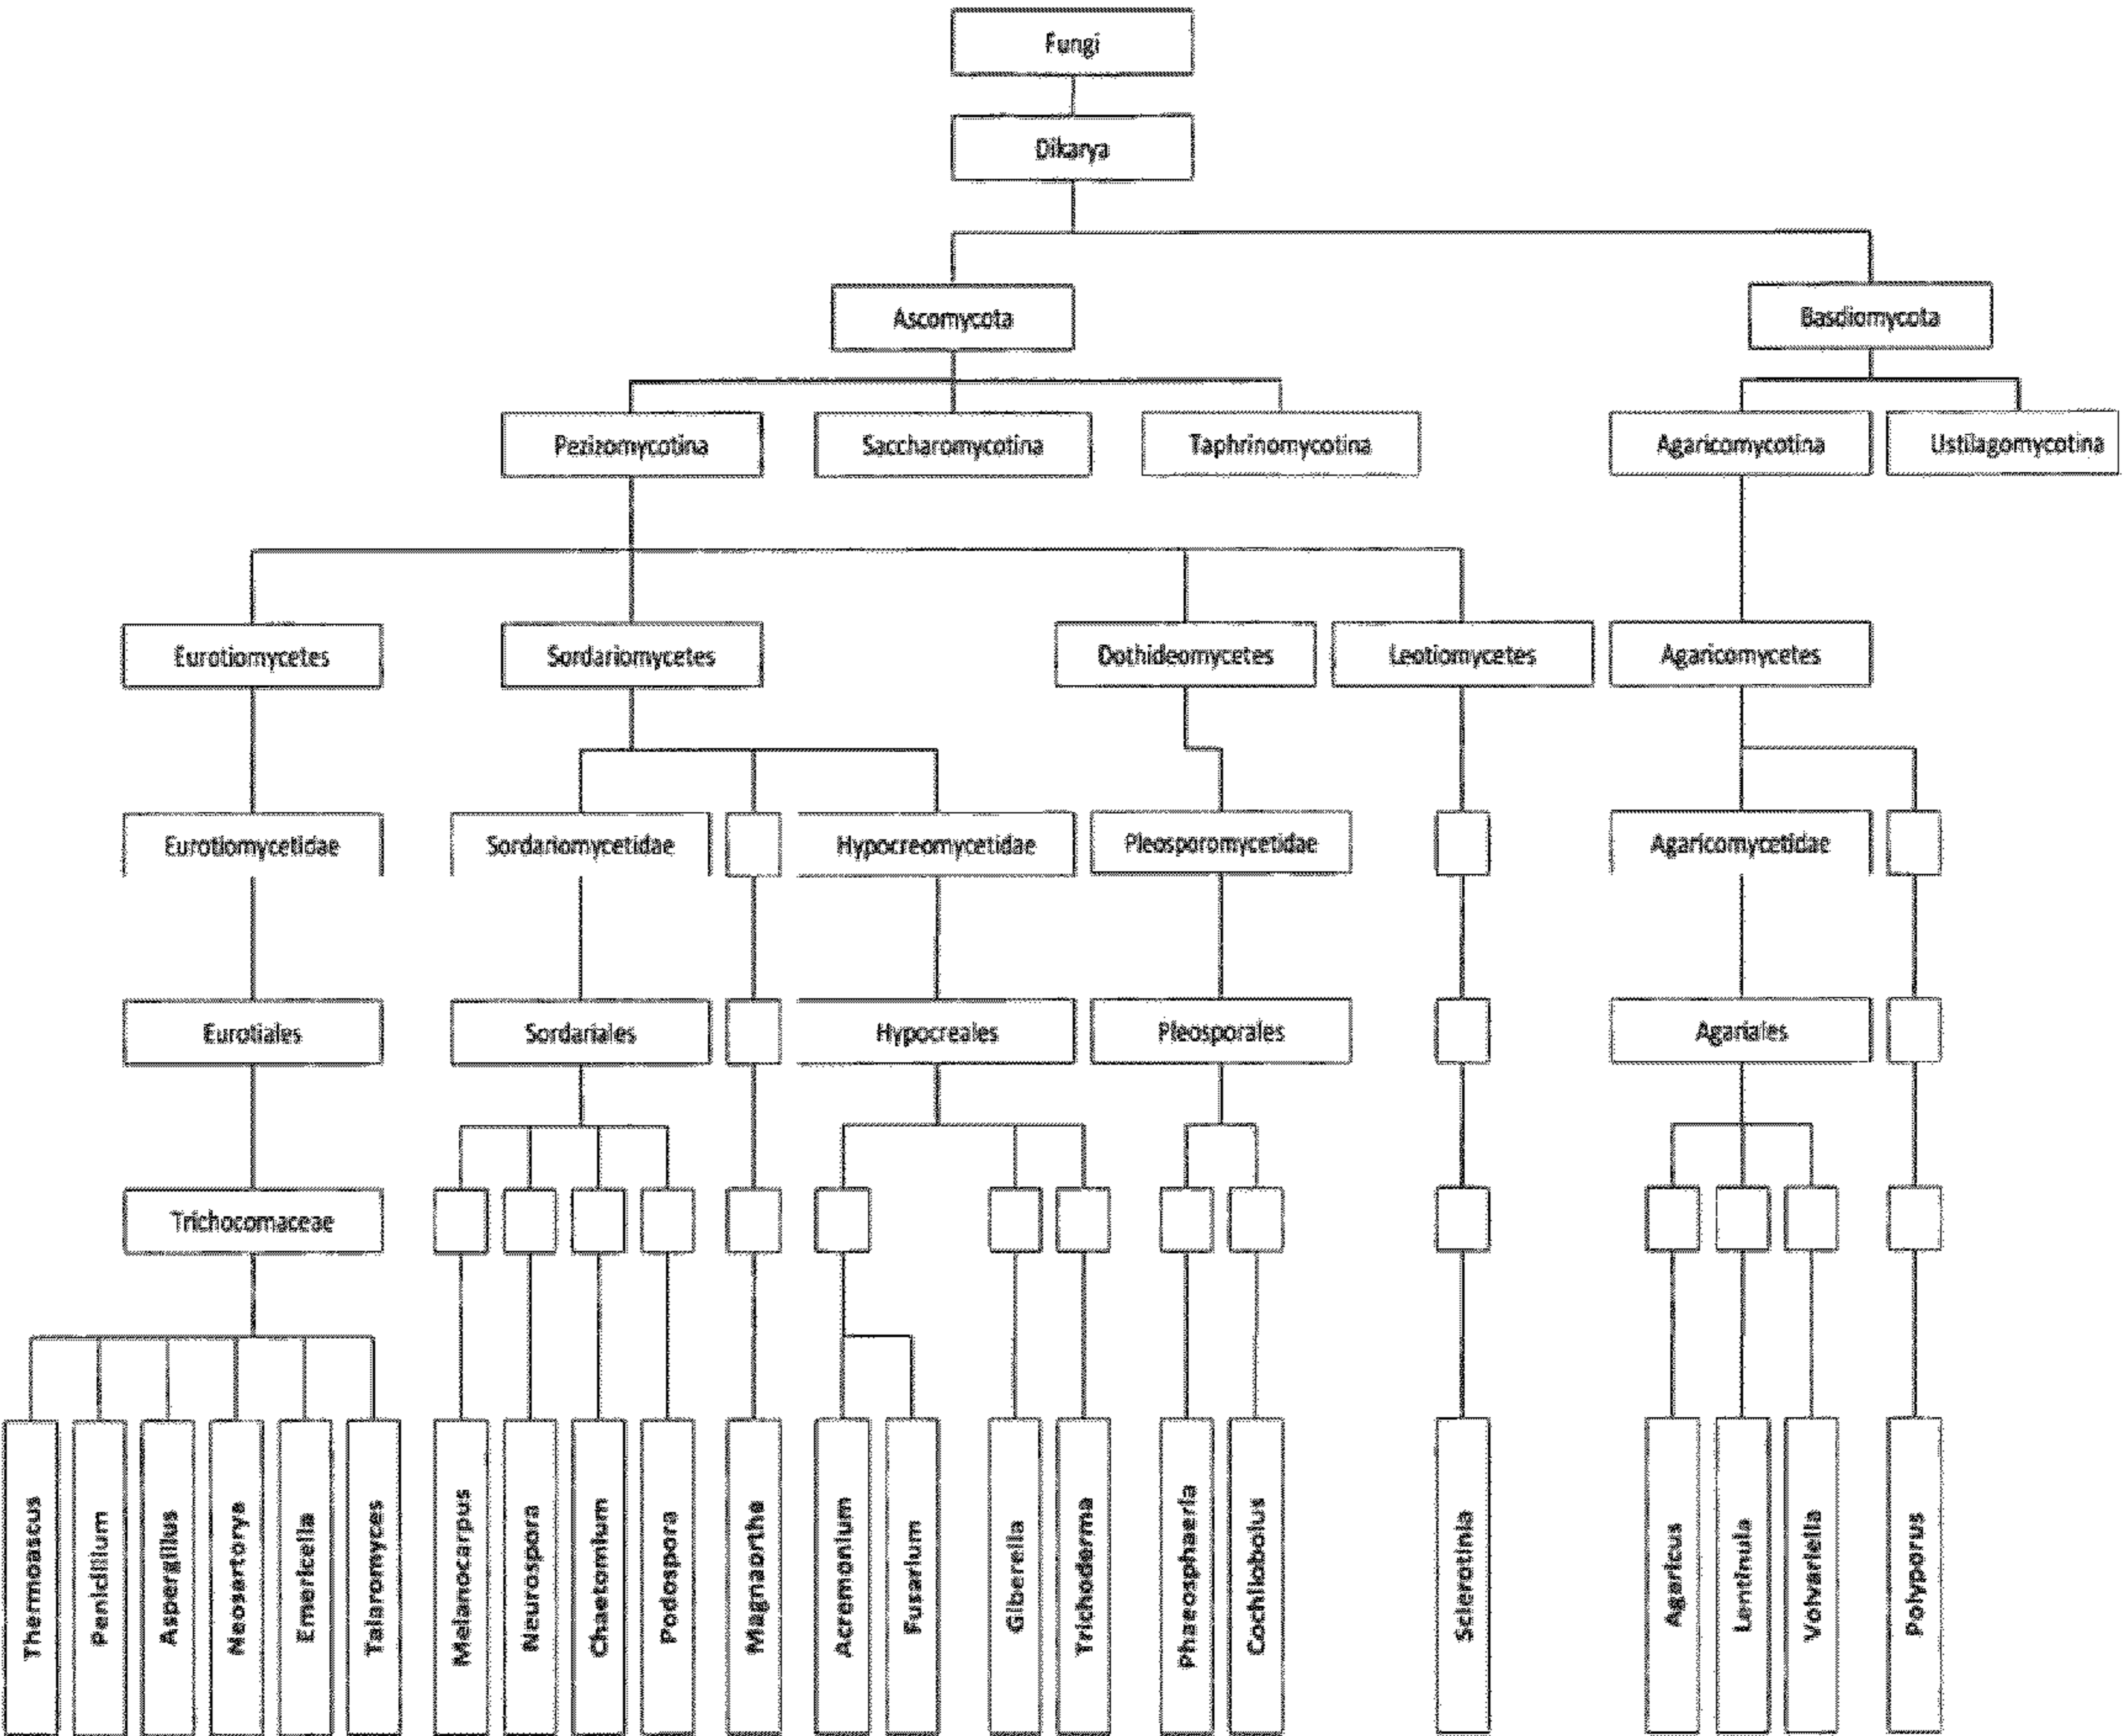 Fungi
Dikarya
Ascomycota
Basdiomycota
Pezizomycotina
Saccharomycotina
Taphrinomycotina
Agaricomycotina
Ustilagomycotina
Eurotiomycetes
Sordariomycetes
Dothideomycetes
Leotiomycetes
Agaricomycetes
Eurotiomycetidae
Sordariomycetidae
Hypocreomycetidae
Pleosporomycetidae
Agaricomycetidae
Eurotiales
Sordariales
Hypocreales
Pleosporales
Agariales
Trichocomaceae
Thermoascus
Penicillium
Aspergillus
Neosartorya
Emericella
Talaromyces
Melanocarpus
Neurospora
Chaetomium
Podospora
Magnaorthe
Acremonium
Fusarium
Giberella
Trichoderma
Phaeosphaeria
Cochliobolus
Sclerotinia
Agaricus
Lentinula
Volvariella
Polyporus